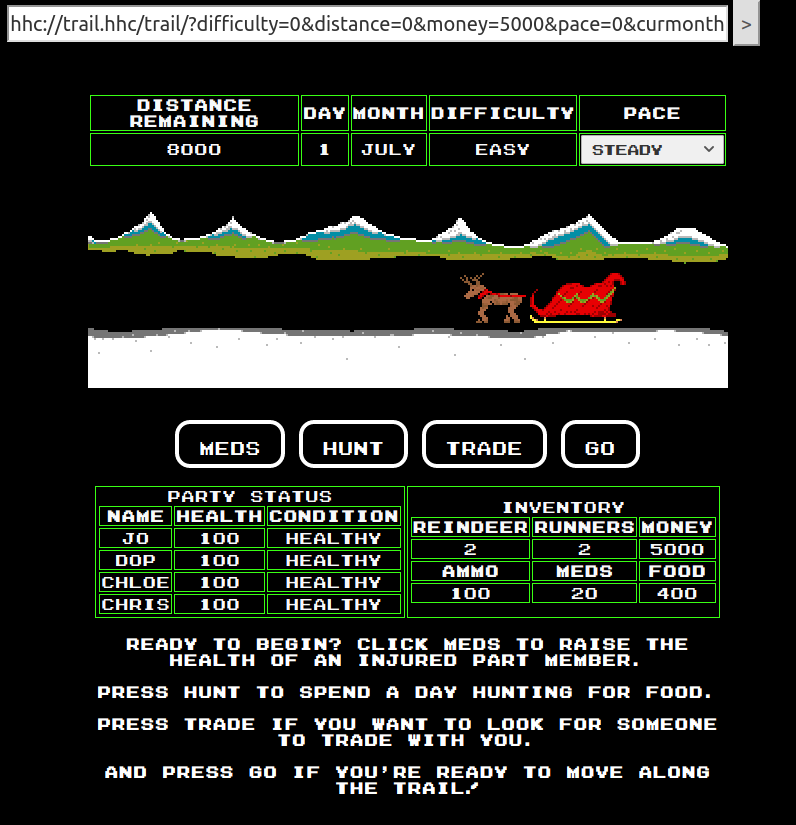 hhc://trail.hhc/trail/?difficulty=0&distance=0&money=5000&pace=0&curmonth
>
DISTANCE REMAINING DAY MONTH DIFFICULTY PACE
8000 1 JULY EASY STEADY
MEDS HUNT TRADE GO
PARTY STATUS
NAME HEALTH CONDITION
JO 100 HEALTHY
DOP 100 HEALTHY
CHLOE 100 HEALTHY
CHRIS 100 HEALTHY
INVENTORY
REINDEER RUNNERS MONEY
2 2 5000
AMMO MEDS FOOD
100 20 400
READY TO BEGIN? CLICK MEDS TO RAISE THE
HEALTH OF AN INJURED PART MEMBER.
PRESS HUNT TO SPEND A DAY HUNTING FOR FOOD.
PRESS TRADE IF YOU WANT TO LOOK FOR SOMEONE
TO TRADE WITH YOU.
AND PRESS GO IF YOU'RE READY TO MOVE ALONG
THE TRAIL!